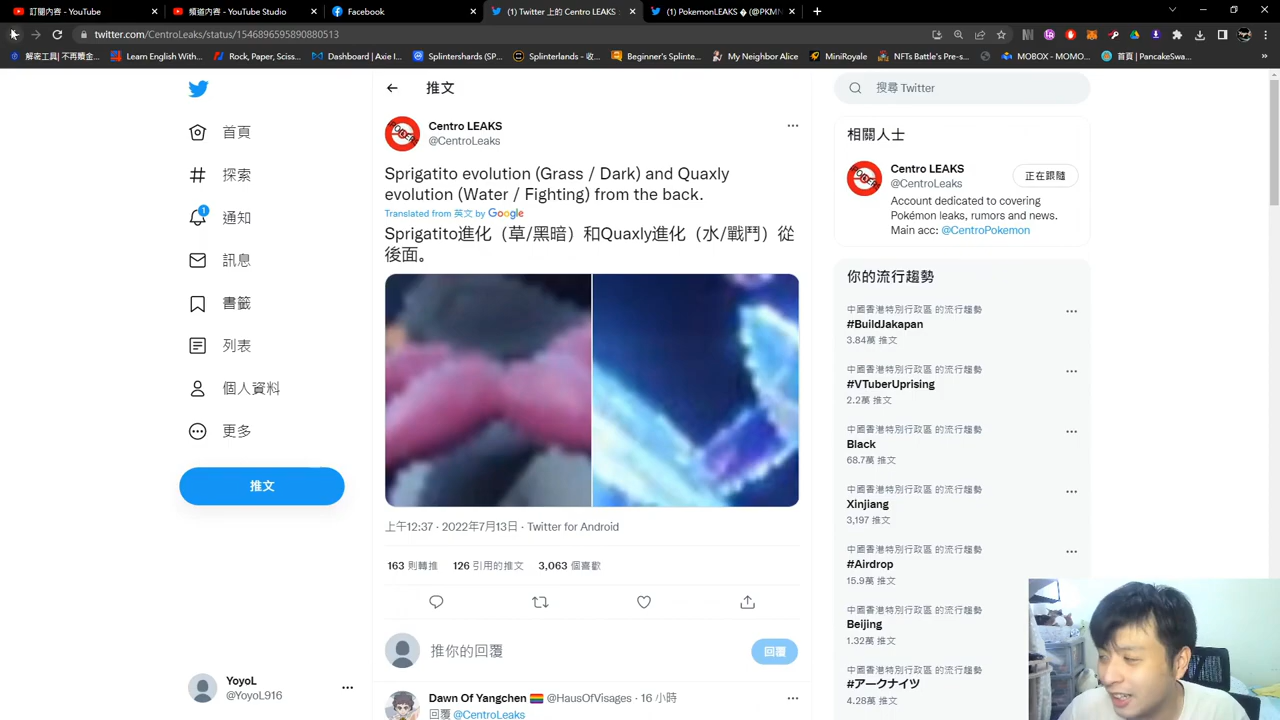 訂閱內容 - YouTube
頻道內容 - YouTube Studio
Facebook
(1) Twitter 上的 Centro LEAKS
(1) PokemonLEAKS � (@PKMN
twitter.com/CentroLeaks/status/1546896595890880513
Learn English With...
Rock, Paper, Sciss...
Dashboard | Axie I...
Splintershards (SP...
Splinterlands - 收...
Beginner's Splinte...
My Neighbor Alice
MiniRoyale
NFTs Battle's Pre-s...
MOBOX - MOMO...
首頁 | PancakeSwa...
首頁
探索
1
通知
訊息
書籤
列表
個人資料
更多
推文
YoyoL
@YoyoL916
推文
Centro LEAKS
@CentroLeaks
Sprigatito evolution (Grass / Dark) and Quaxly
evolution (Water / Fighting) from the back.
Translated from 英文 by Google
Sprigatito進化（草/黑暗）和Quaxly進化（水/戰鬥）從
後面。
上午12:37 · 2022年7月13日 · Twitter for Android
163 則轉推 126 引用的推文 3,063 個喜歡
推你的回覆
回覆
Dawn Of Yangchen @HausOfVisages · 16 小時
回覆 @CentroLeaks
搜尋 Twitter
相關人士
Centro LEAKS
@CentroLeaks
正在跟隨
Account dedicated to covering
Pokémon leaks, rumors and news.
Main acc: @CentroPokemon
你的流行趨勢
中國香港特別行政區 的流行趨勢
#BuildJakapan
3.84萬 推文
中國香港特別行政區 的流行趨勢
#VTuberUprising
2.2萬 推文
中國香港特別行政區 的流行趨勢
Black
68.7萬 推文
中國香港特別行政區 的流行趨勢
Xinjiang
3,197 推文
中國香港特別行政區 的流行趨勢
#Airdrop
15.9萬 推文
中國香港特別行政區 的流行趨勢
Beijing
1.32萬 推文
中國香港特別行政區 的流行趨勢
#アークナイツ
4.28萬 推文